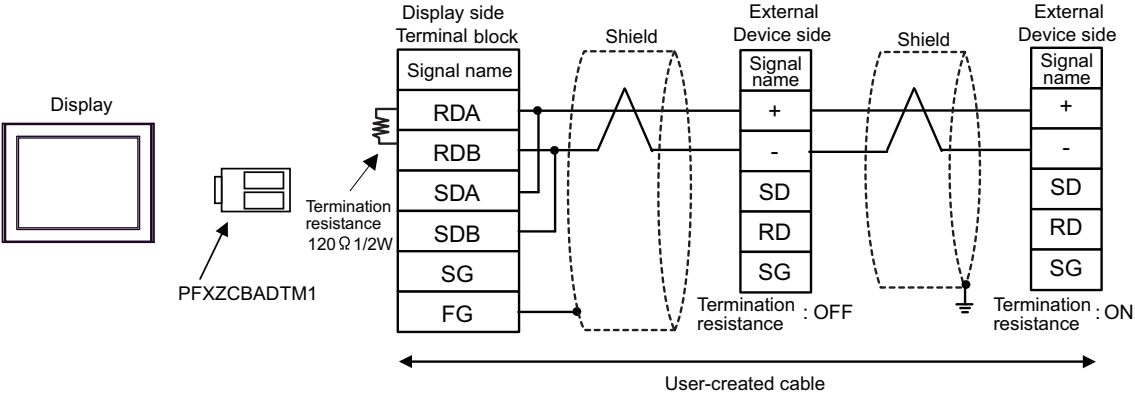 Display
PFXZCBADTM1
Termination
resistance
120Ω 1/2W
Display side
Terminal block
Signal name
RDA
RDB
SDA
SDB
SG
FG
Shield
External
Device side
Signal
name
+
-
SD
RD
SG
Termination
resistance : OFF
Shield
External
Device side
Signal
name
+
-
SD
RD
SG
Termination
resistance : ON
User-created cable